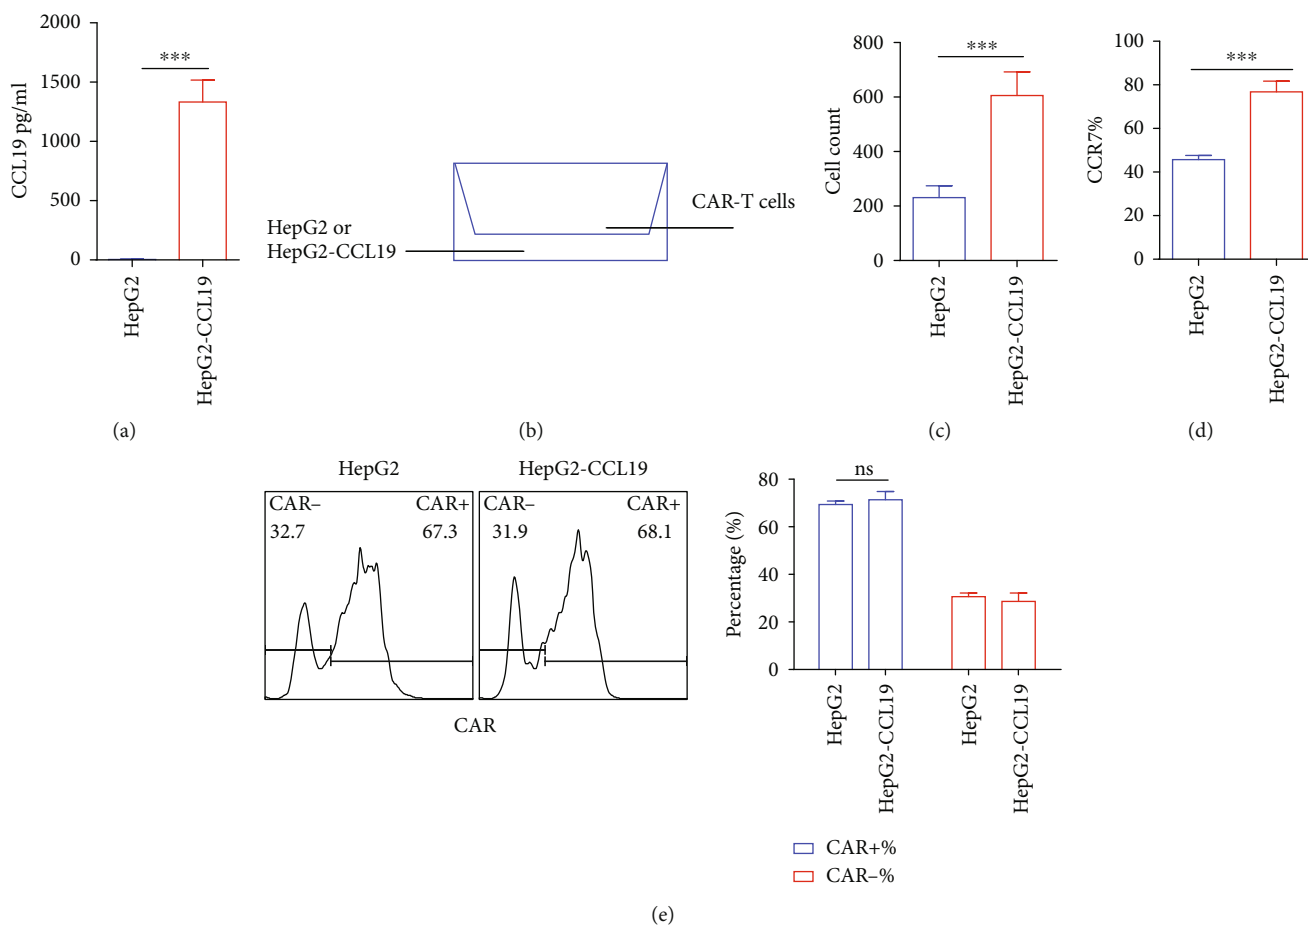 2000
1500
1000
500
0
CCL19 pg/ml
***
HepG2
HepG2-CCL19
(a)
HepG2 or
HepG2-CCL19
CAR-T cells
(b)
800
600
400
200
0
Cell count
***
HepG2
HepG2-CCL19
(c)
100
80
60
40
20
0
CCR7%
***
HepG2
HepG2-CCL19
(d)
HepG2
CAR–
32.7
CAR+
67.3
HepG2-CCL19
CAR–
31.9
CAR+
68.1
CAR
80
60
40
20
0
Percentage (%)
ns
HepG2
HepG2-CCL19
HepG2
HepG2-CCL19
CAR+%
CAR–%
(e)